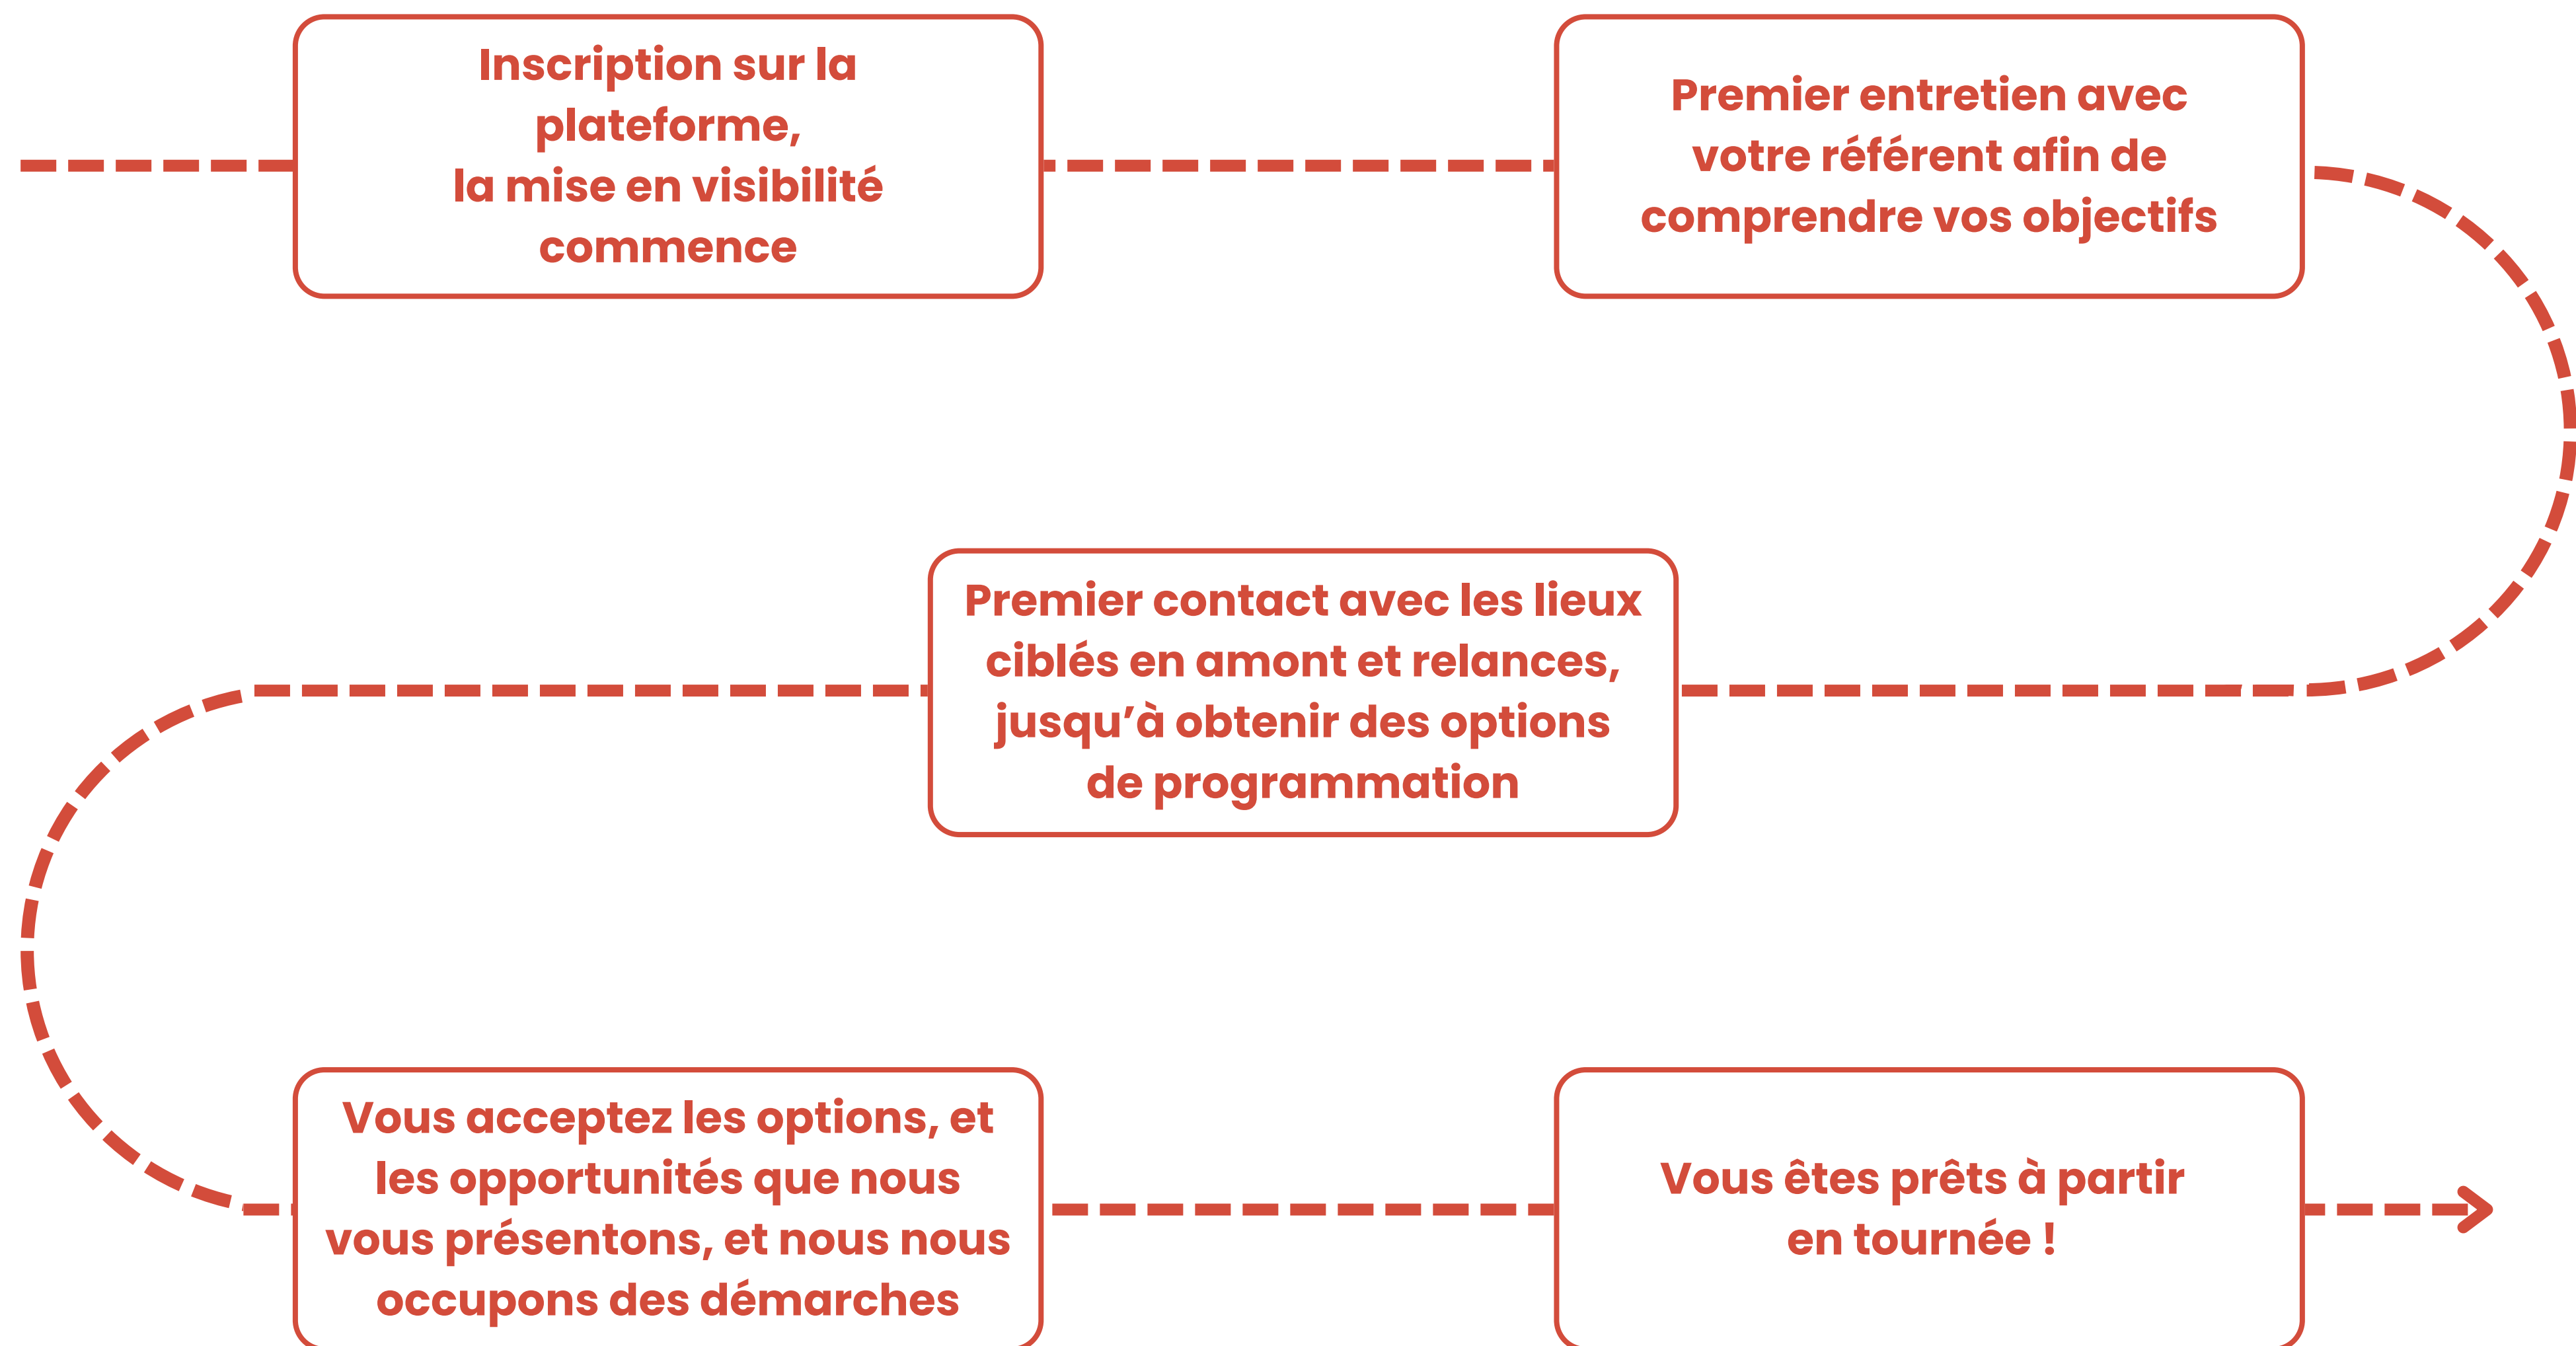 Inscription sur la
plateforme,
la mise en visibilité
commence
Premier entretien avec
votre référent afin de
comprendre vos objectifs
Premier contact avec les lieux
ciblés en amont et relances,
jusqu’à obtenir des options
de programmation
Vous acceptez les options, et
les opportunités que nous
vous présentons, et nous nous
occupons des démarches
Vous êtes prêts à partir
en tournée !